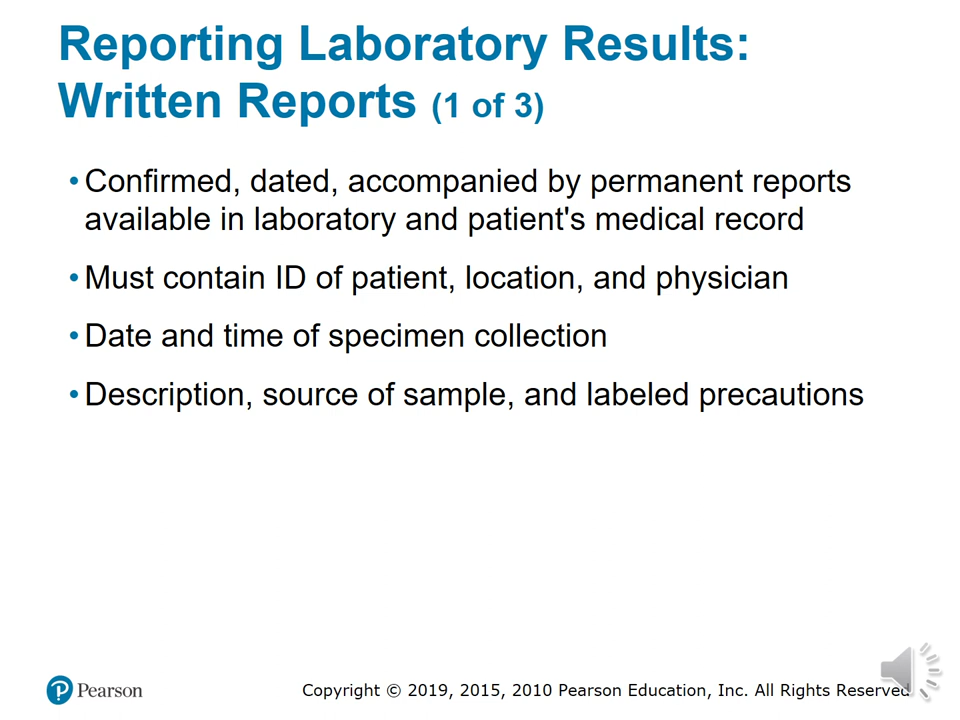 Reporting Laboratory Results:
Written Reports (1 of 3)
• Confirmed, dated, accompanied by permanent reports
available in laboratory and patient's medical record
• Must contain ID of patient, location, and physician
• Date and time of specimen collection
• Description, source of sample, and labeled precautions
Pearson
Copyright © 2019, 2015, 2010 Pearson Education, Inc. All Rights Reserved